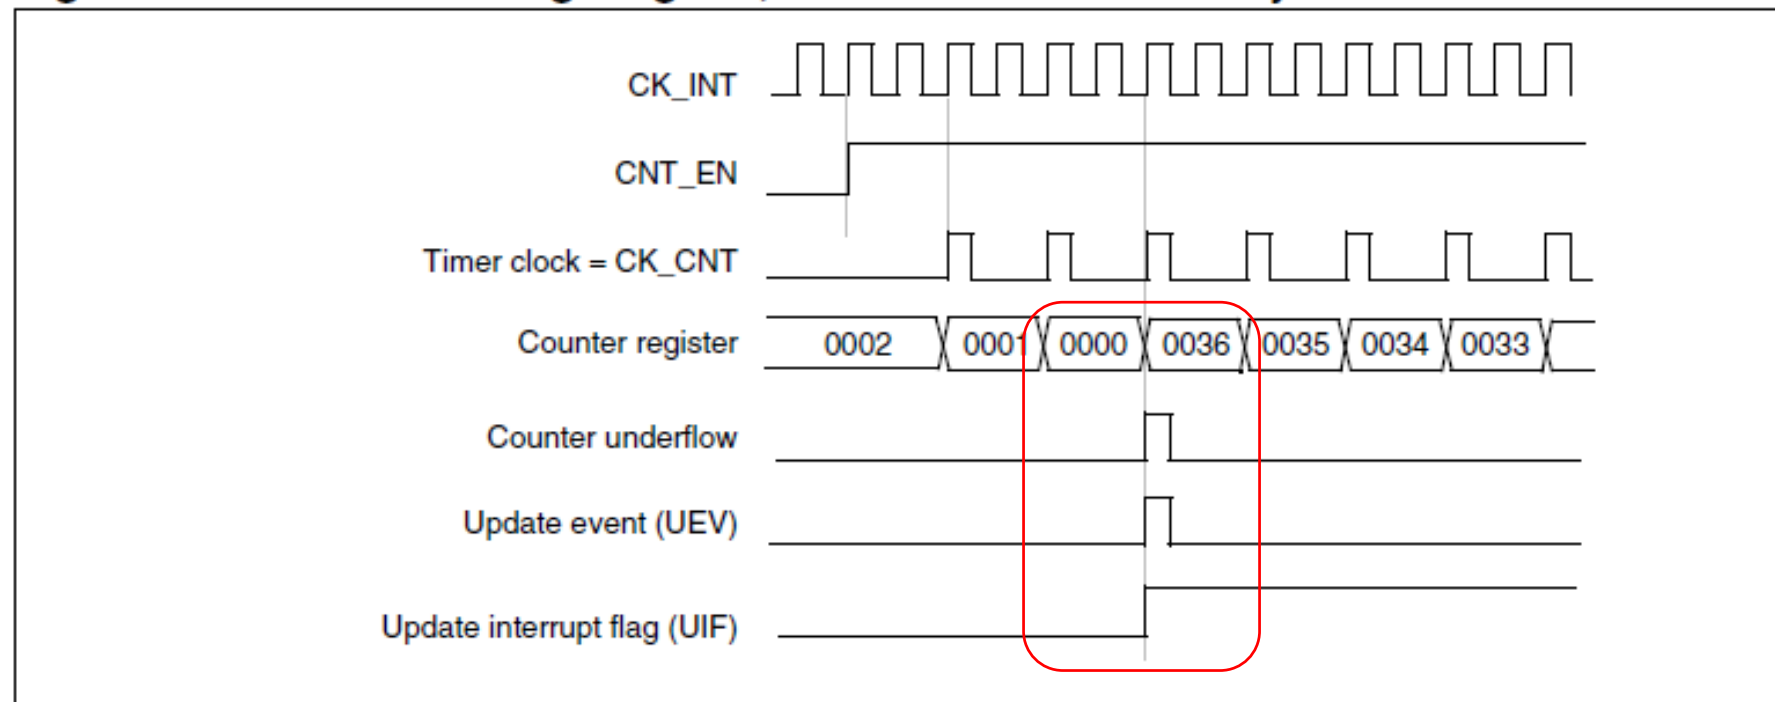 CK_INT
CNT_EN
Timer clock = CK_CNT
Counter register 0002 0001 0000 0036 0035 0034 0033
Counter underflow
Update event (UEV)
Update interrupt flag (UIF)